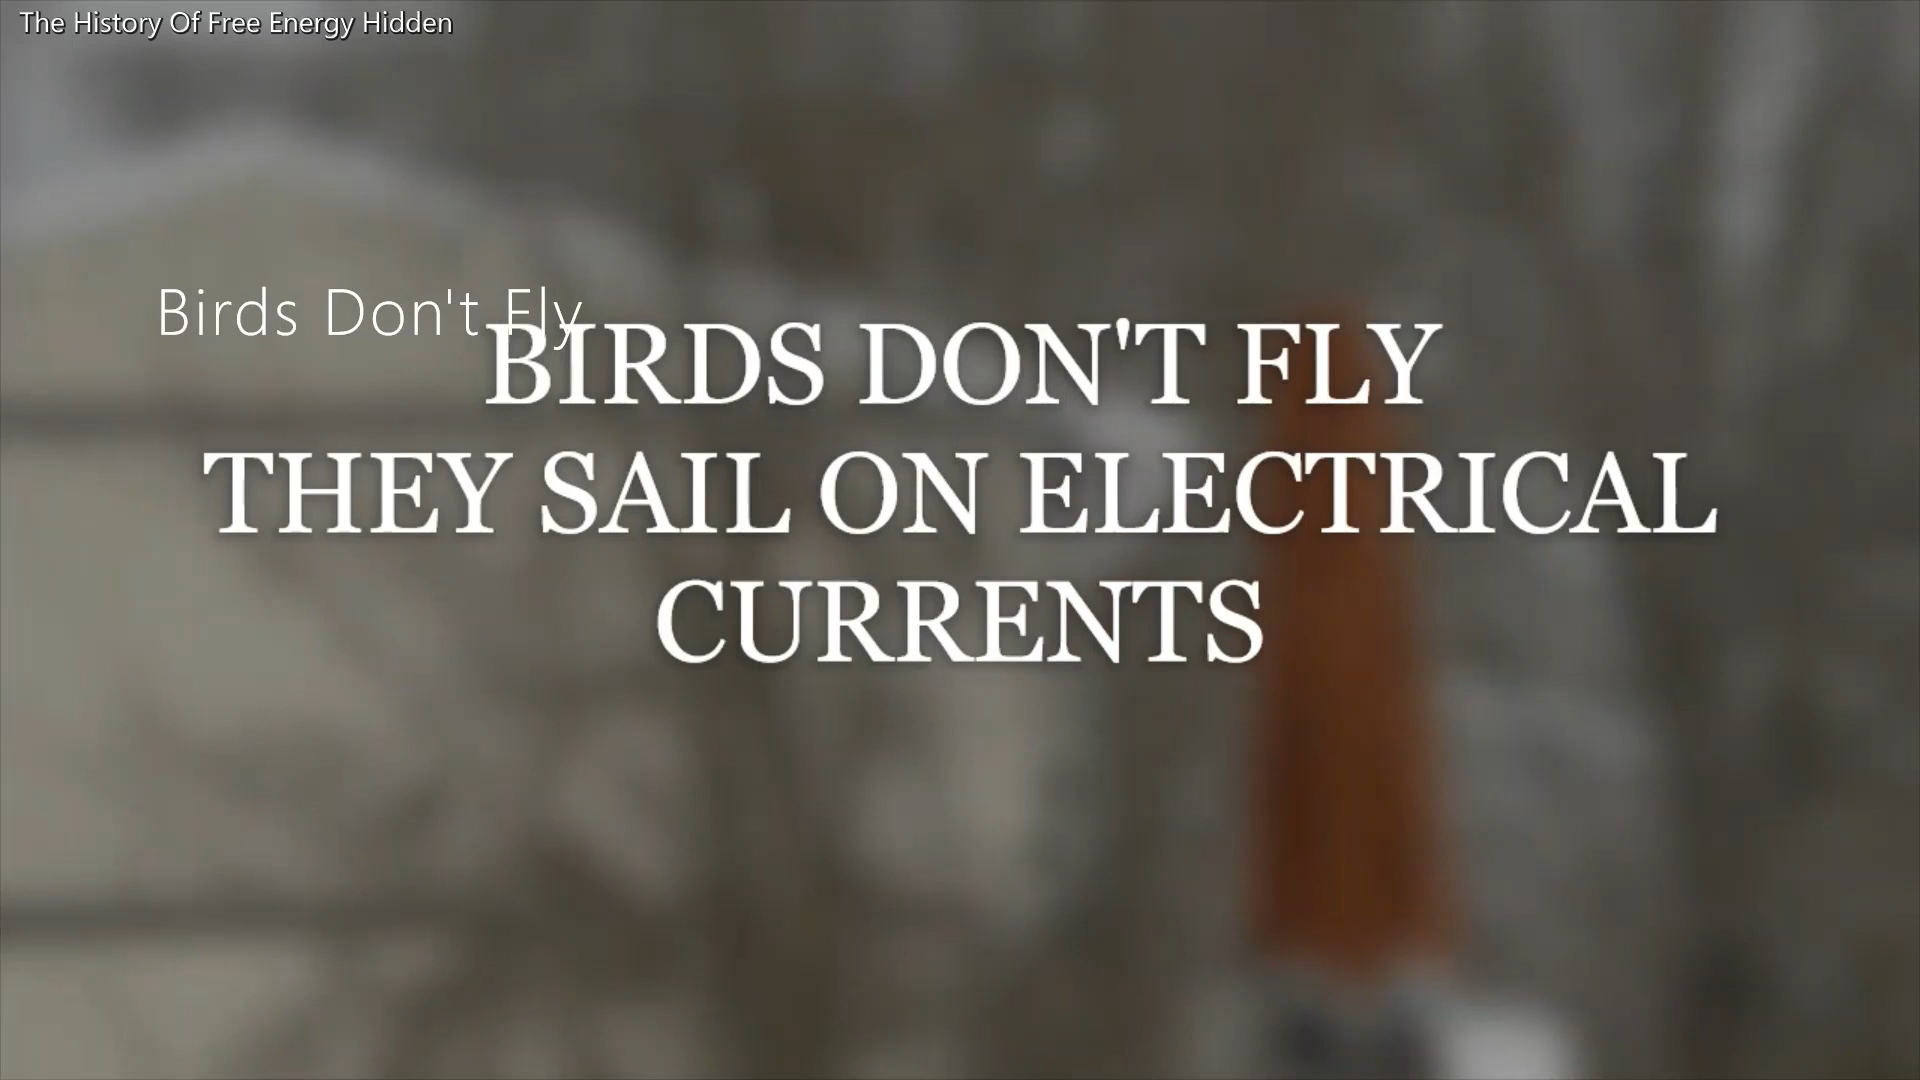 The History Of Free Energy Hidden
Birds Don't Fly
BIRDS DON'T FLY
THEY SAIL ON ELECTRICAL
CURRENTS